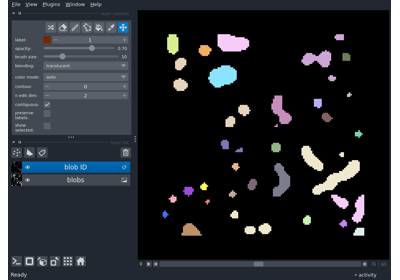 File View Plugins Window Help
label: 1
opacity: 0.70
brush size: 10
blending: translucent
color mode: auto
contour: 0
n edit dim: 2
contiguous:
preserve labels:
show selected:
blob ID
blobs
Ready
activity